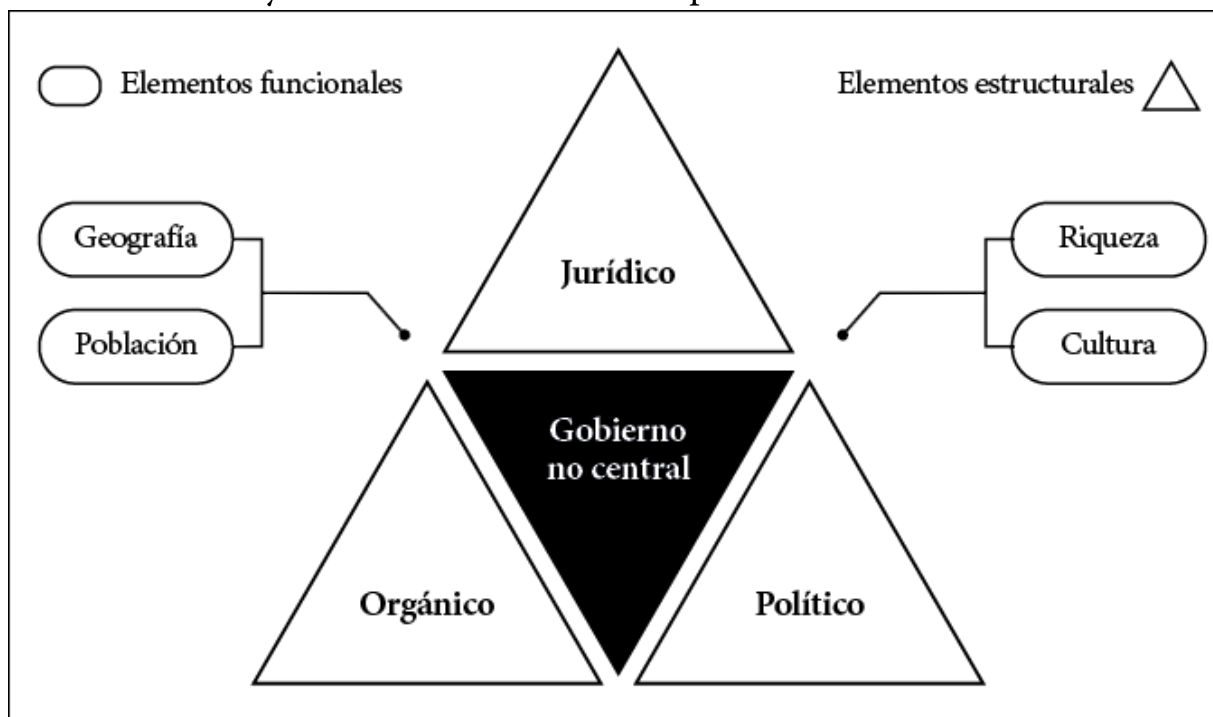 Elementos funcionales
Elementos estructurales
Geografía
Riqueza
Jurídico
Población
Cultura
Gobierno
no central
Orgánico
Político